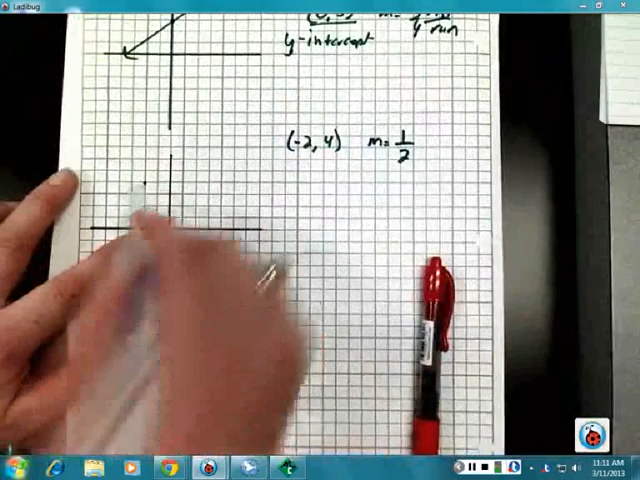 Ladibug
run
y-intercept
(-2, 4) m=1/2
11:11 AM
3/11/2013